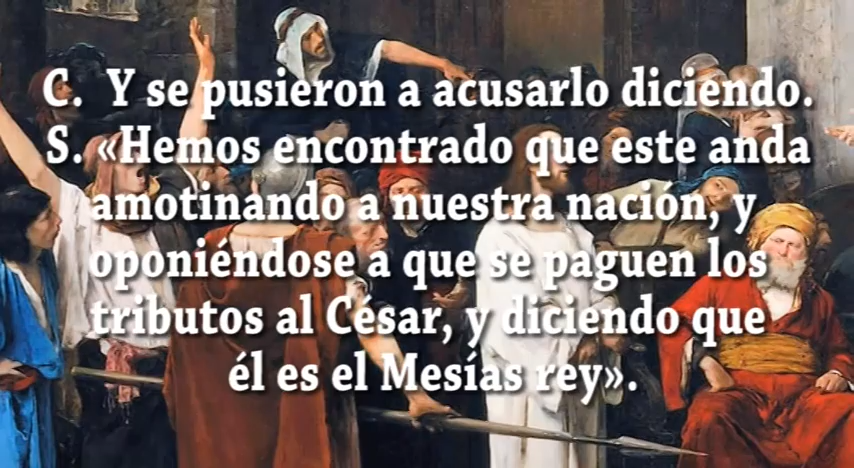 C. Y se pusieron a acusarlo diciendo.
S. «Hemos encontrado que este anda
amotinando a nuestra nación, y
oponiéndose a que se paguen los
tributos al César, y diciendo que
él es el Mesías rey».